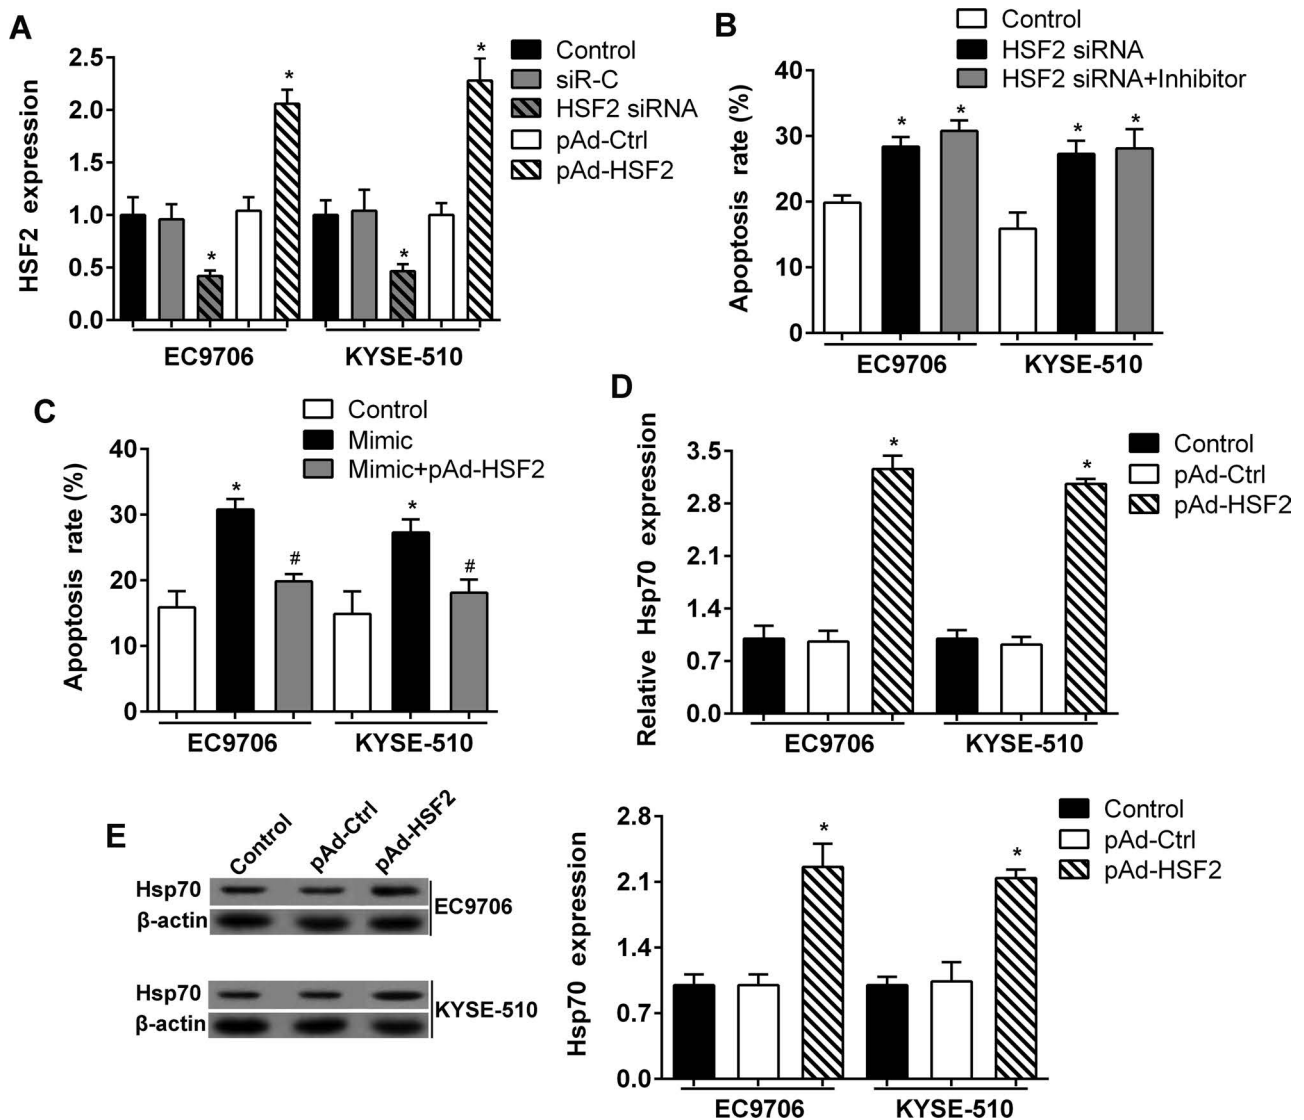 A
HSF2 expression
2.5
2.0
1.5
1.0
0.5
0.0
* * * *
EC9706
KYSE-510
Control
siR-C
HSF2 siRNA
pAd-Ctrl
pAd-HSF2
B
Control
HSF2 siRNA
HSF2 siRNA+Inhibitor
Apoptosis rate (%)
40
30
20
10
0
* * * *
EC9706
KYSE-510
C
Control
Mimic
Mimic+pAd-HSF2
Apoptosis rate (%)
40
30
20
10
0
* # * #
EC9706
KYSE-510
D
Relative Hsp70 expression
3.5
2.8
2.1
1.4
0.7
0.0
* *
EC9706
KYSE-510
Control
pAd-Ctrl
pAd-HSF2
E
Control
pAd-Ctrl
pAd-HSF2
Hsp70
β-actin
EC9706
Hsp70
β-actin
KYSE-510
Hsp70 expression
2.8
2.1
1.4
0.7
0.0
* *
EC9706
KYSE-510
Control
pAd-Ctrl
pAd-HSF2